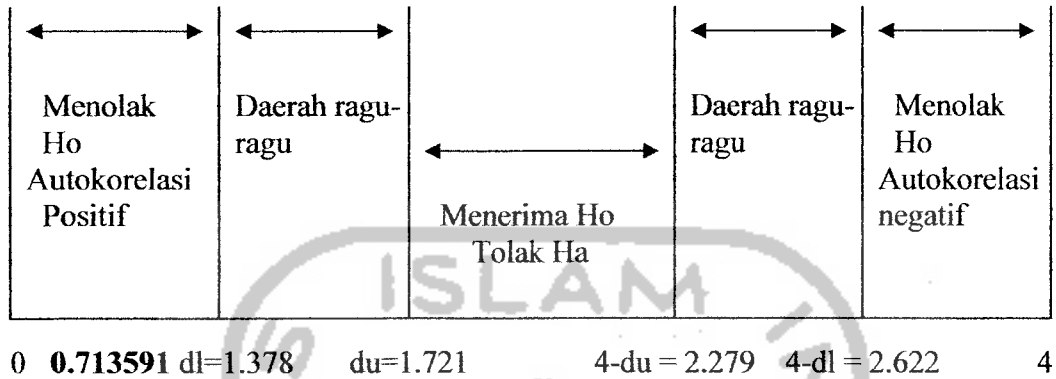 Menolak
Ho
Autokorelasi
Positif
Daerah ragu-
ragu
Menerima Ho
Tolak Ha
Daerah ragu-
ragu
Menolak
Ho
Autokorelasi
negatif
ISLAM
0 0.713591 dl=1.378 du=1.721 4-du = 2.279 4-dl = 2.622 4